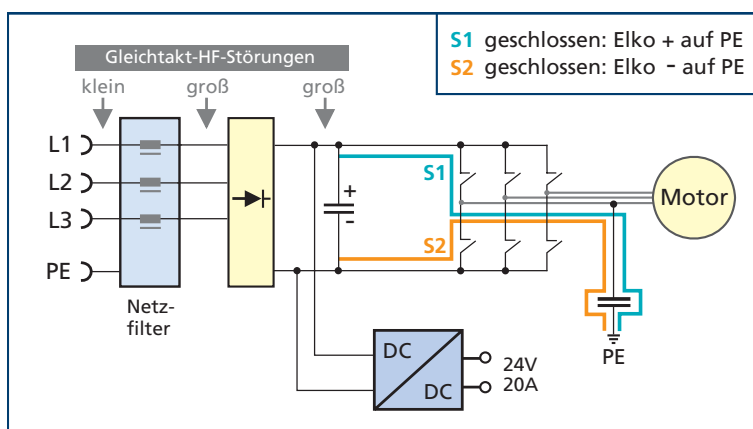 S1 geschlossen: Elko + auf PE
S2 geschlossen: Elko - auf PE
Gleichtakt-HF-Störungen
klein groß groß
L1
L2
L3
PE
Netz-
filter
+
-
S1
S2
Motor
PE
DC
DC
24V
20A